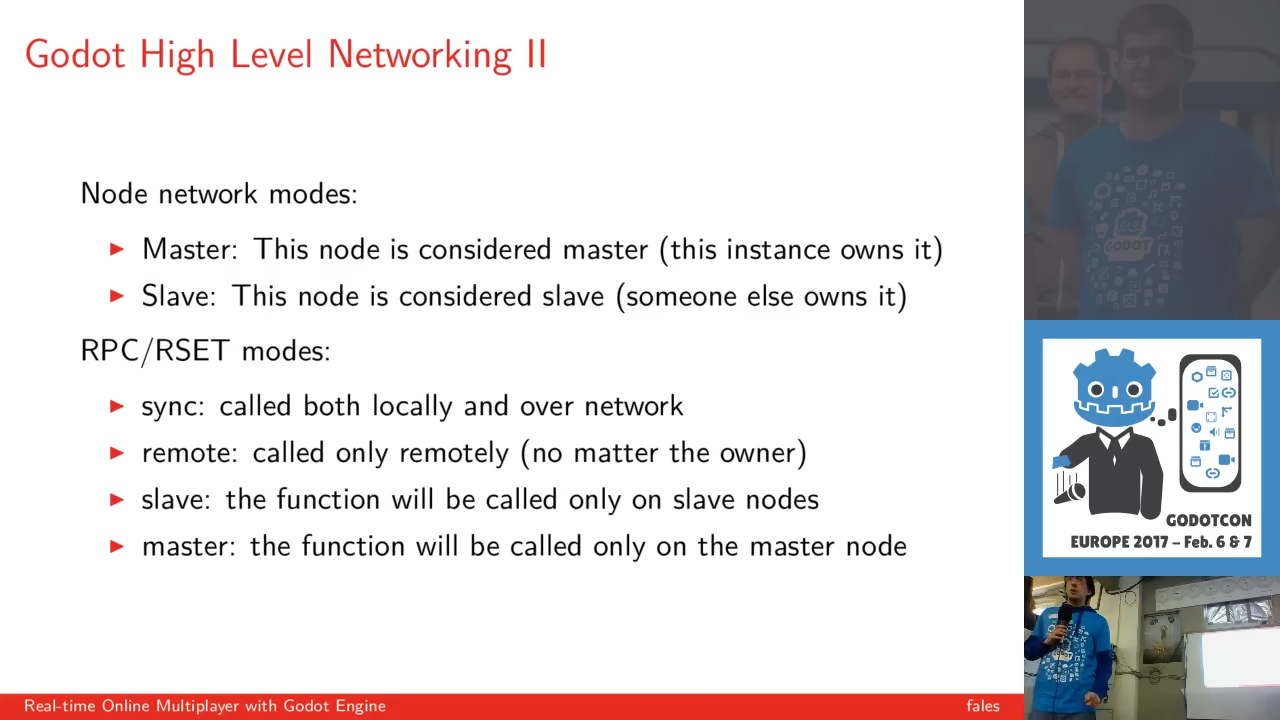 Godot High Level Networking II
Node network modes:
Master: This node is considered master (this instance owns it)
Slave: This node is considered slave (someone else owns it)
RPC/RSET modes:
sync: called both locally and over network
remote: called only remotely (no matter the owner)
slave: the function will be called only on slave nodes
master: the function will be called only on the master node
Real-time Online Multiplayer with Godot Engine
fales
GODOT
GODOTCON
EUROPE 2017 – Feb. 6 & 7